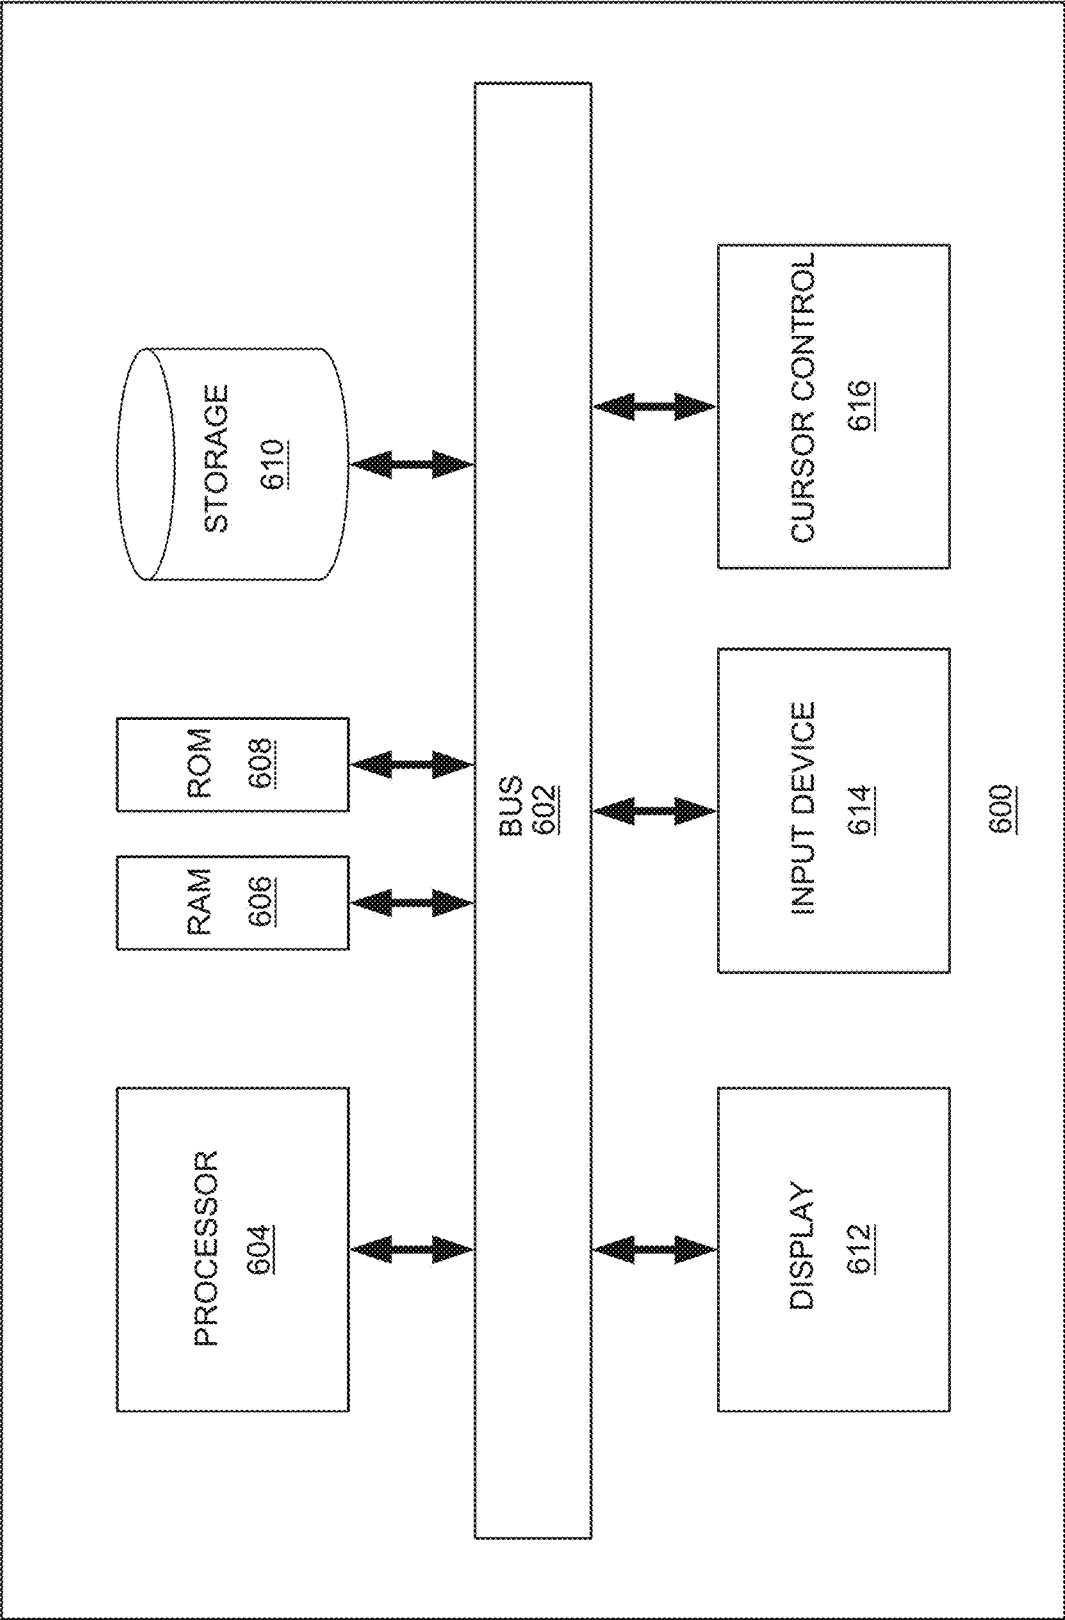 PROCESSOR
604
RAM
606
ROM
608
STORAGE
610
BUS
602
DISPLAY
612
INPUT DEVICE
614
CURSOR CONTROL
616
600